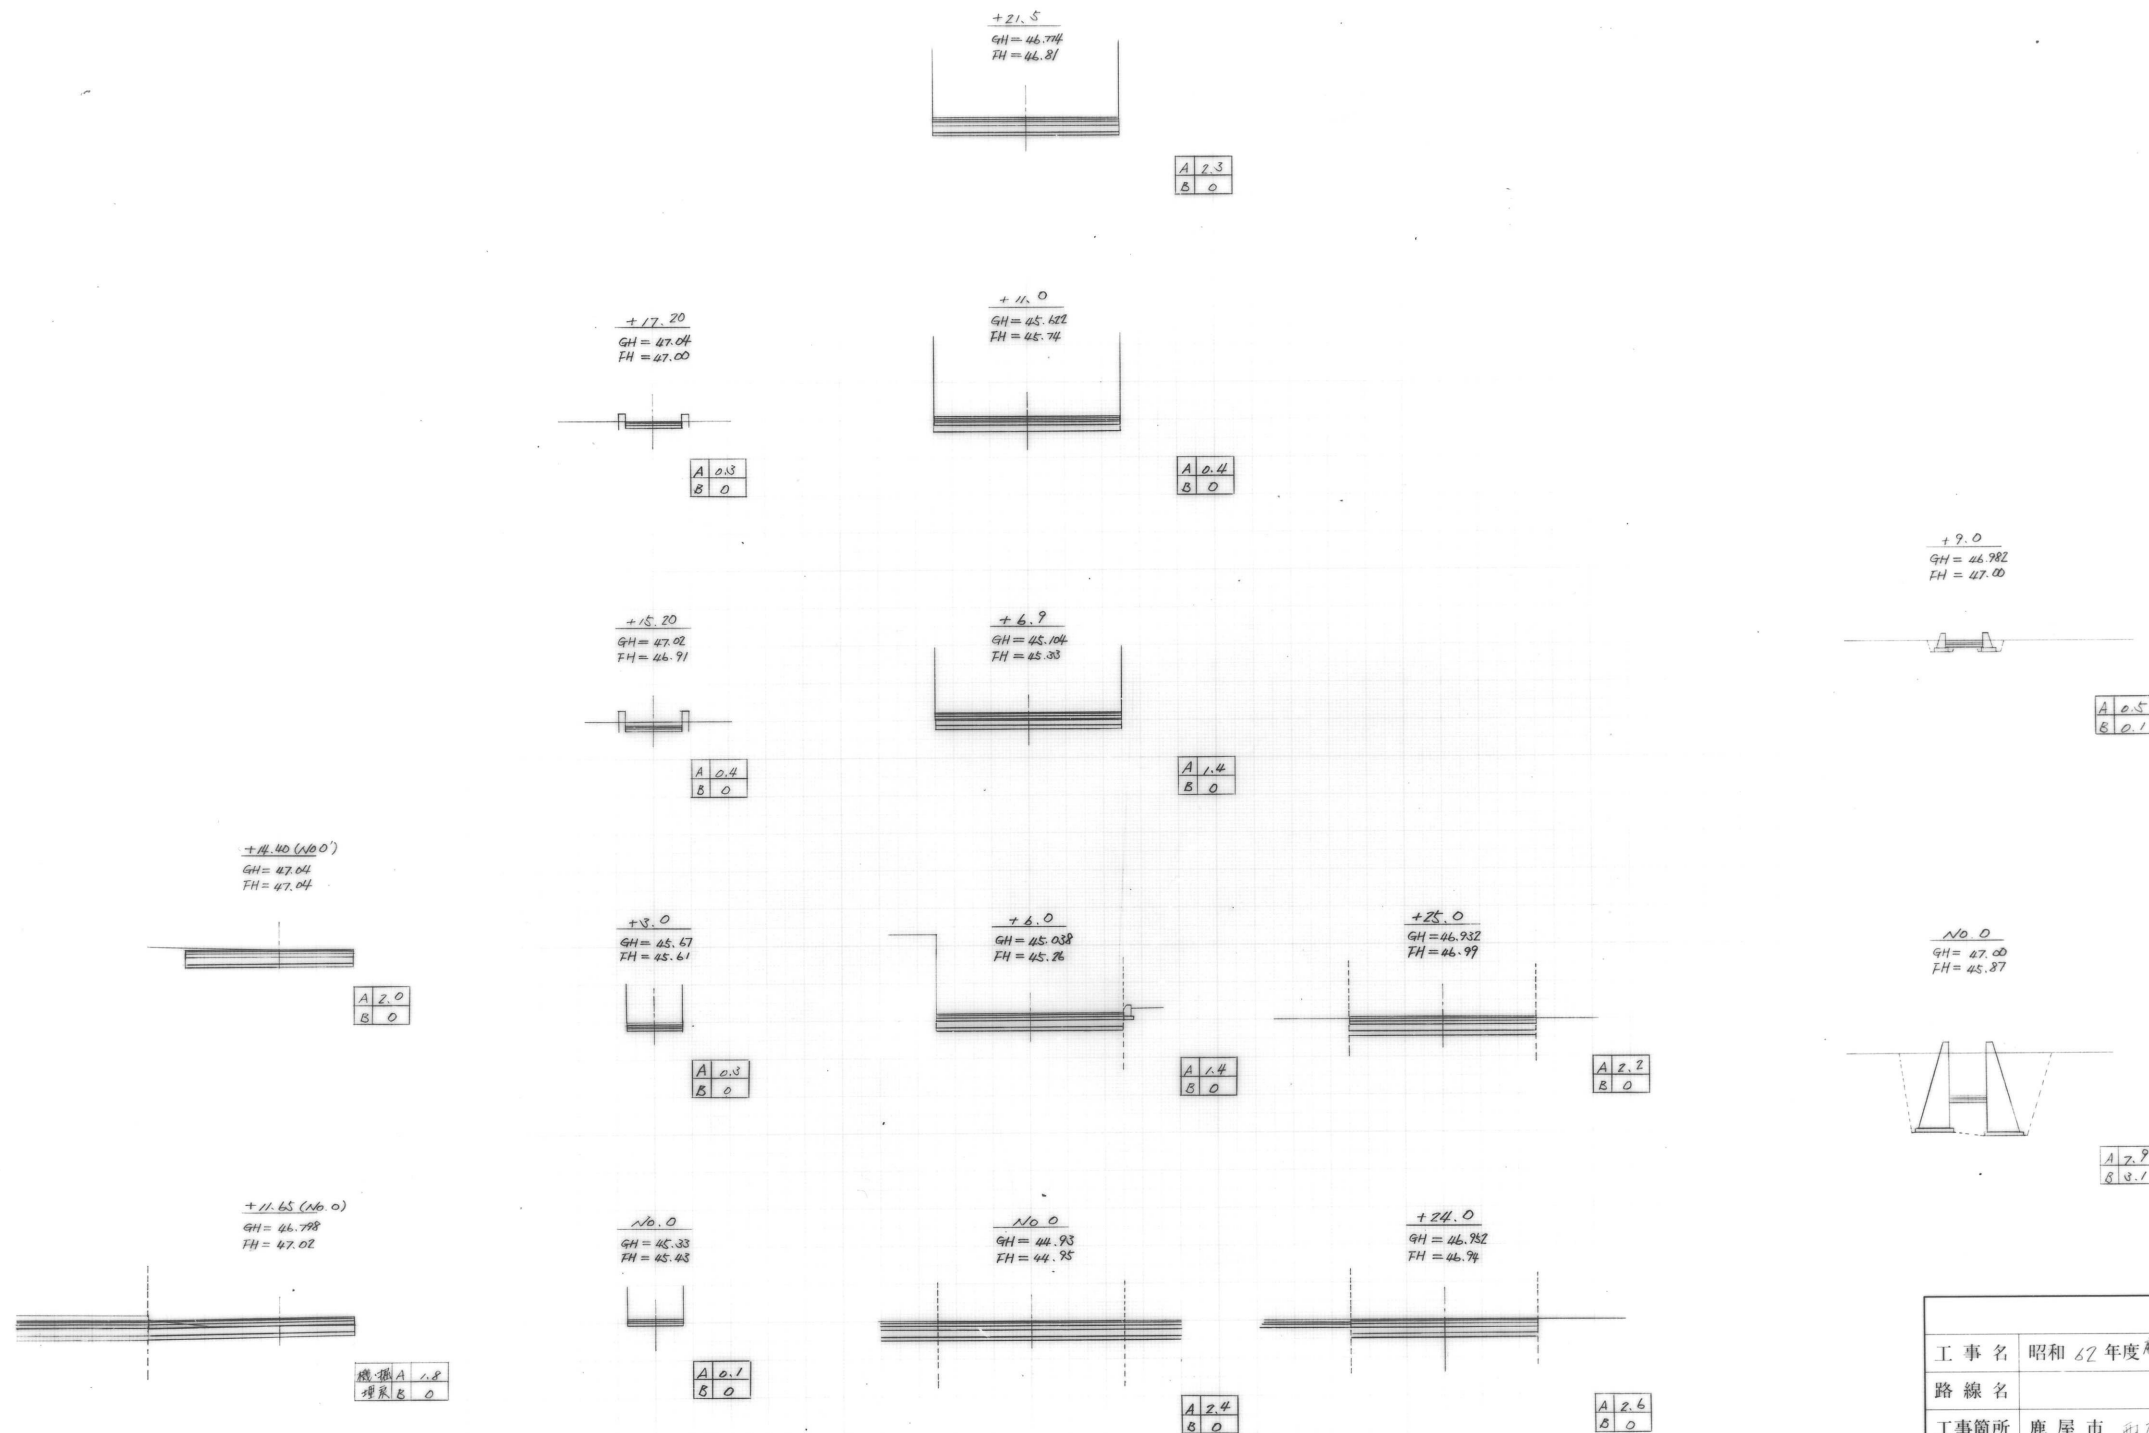 +21.5
GH=46.774
FH=46.81
A 2.3
B 0
+17.20
GH=47.04
FH=47.00
A 0.3
B 0
+11.0
GH=45.622
FH=45.74
A 0.4
B 0
+9.0
GH=46.982
FH=47.00
A 0.5
B 0.1
+15.20
GH=47.02
FH=46.91
A 0.4
B 0
+6.9
GH=45.104
FH=45.33
A 1.4
B 0
+14.40 (No 0')
GH=47.04
FH=47.04
A 2.0
B 0
+3.0
GH=45.67
FH=45.61
A 0.3
B 0
+6.0
GH=45.038
FH=45.26
A 1.4
B 0
+25.0
GH=46.932
FH=46.99
A 2.2
B 0
No.0
GH=47.00
FH=45.87
A 7.9
B 3.1
+11.65 (No.0)
GH=46.798
FH=47.02
機・掘 A 1.8
埋戻 B 0
No.0
GH=45.33
FH=45.43
A 0.1
B 0
No 0
GH=44.93
FH=44.95
A 2.4
B 0
+24.0
GH=46.952
FH=46.94
A 2.6
B 0
工事名 昭和62年度
路線名
工事箇所 鹿屋市